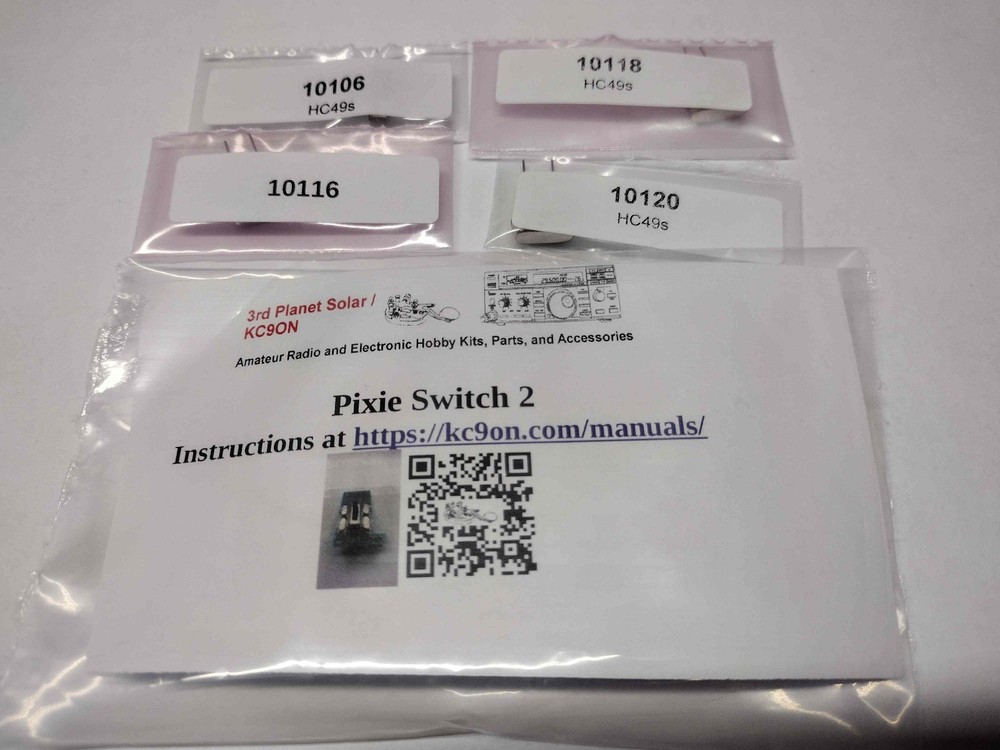 10106
HC49s
10118
HC49s
10116
10120
HC49s
3rd Planet Solar /
KC9ON
Amateur Radio and Electronic Hobby Kits, Parts, and Accessories
Pixie Switch 2
Instructions at https://kc9on.com/manuals/